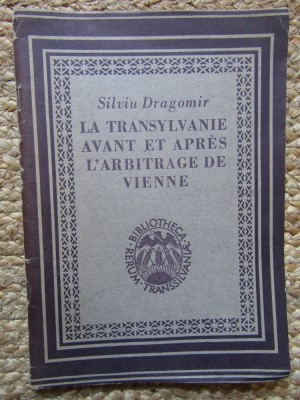 Silviu Dragomir
LA TRANSYLVANIE
AVANT ET APRÈS
L'ARBITRAGE DE
VIENNE
BIBLIOTHECA
RERUM TRANSSILVANIAE